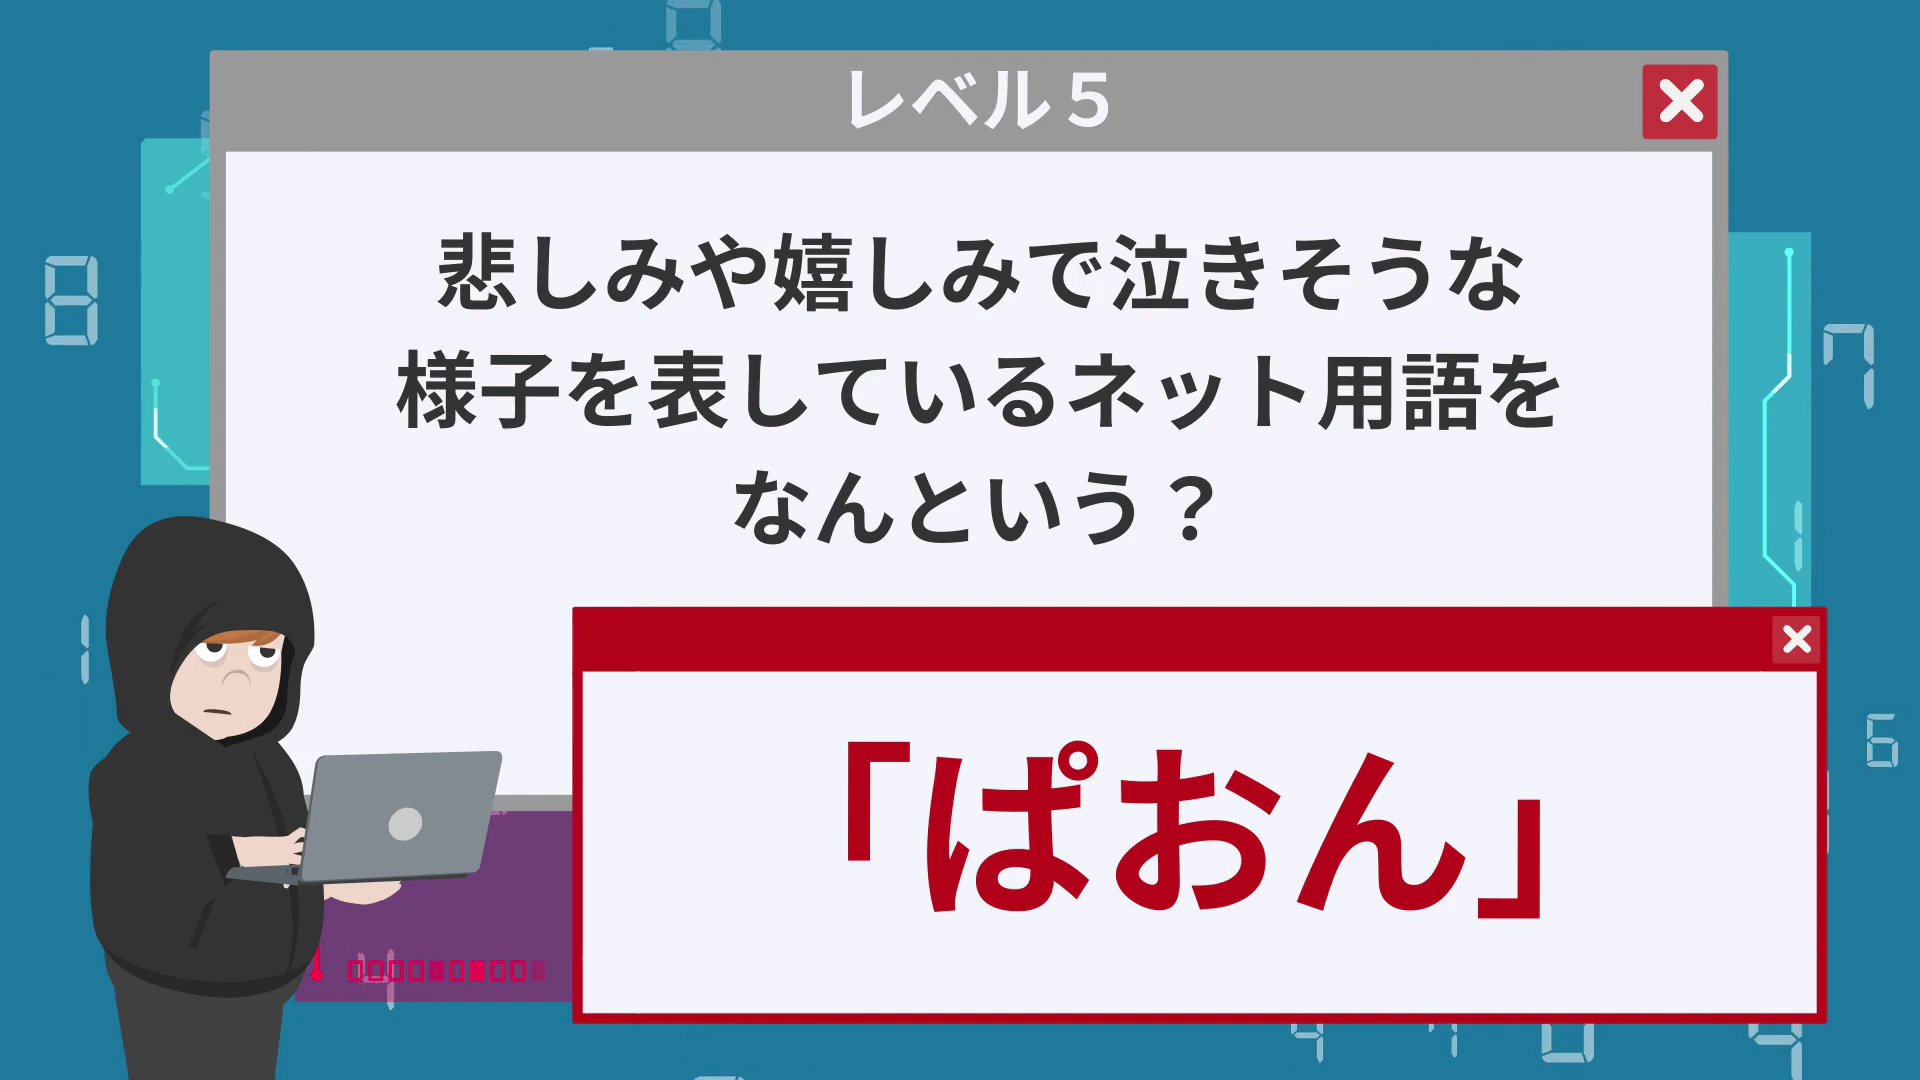 レベル５
悲しみや嬉しみで泣きそうな
様子を表しているネット用語を
なんという？
「ぱおん」